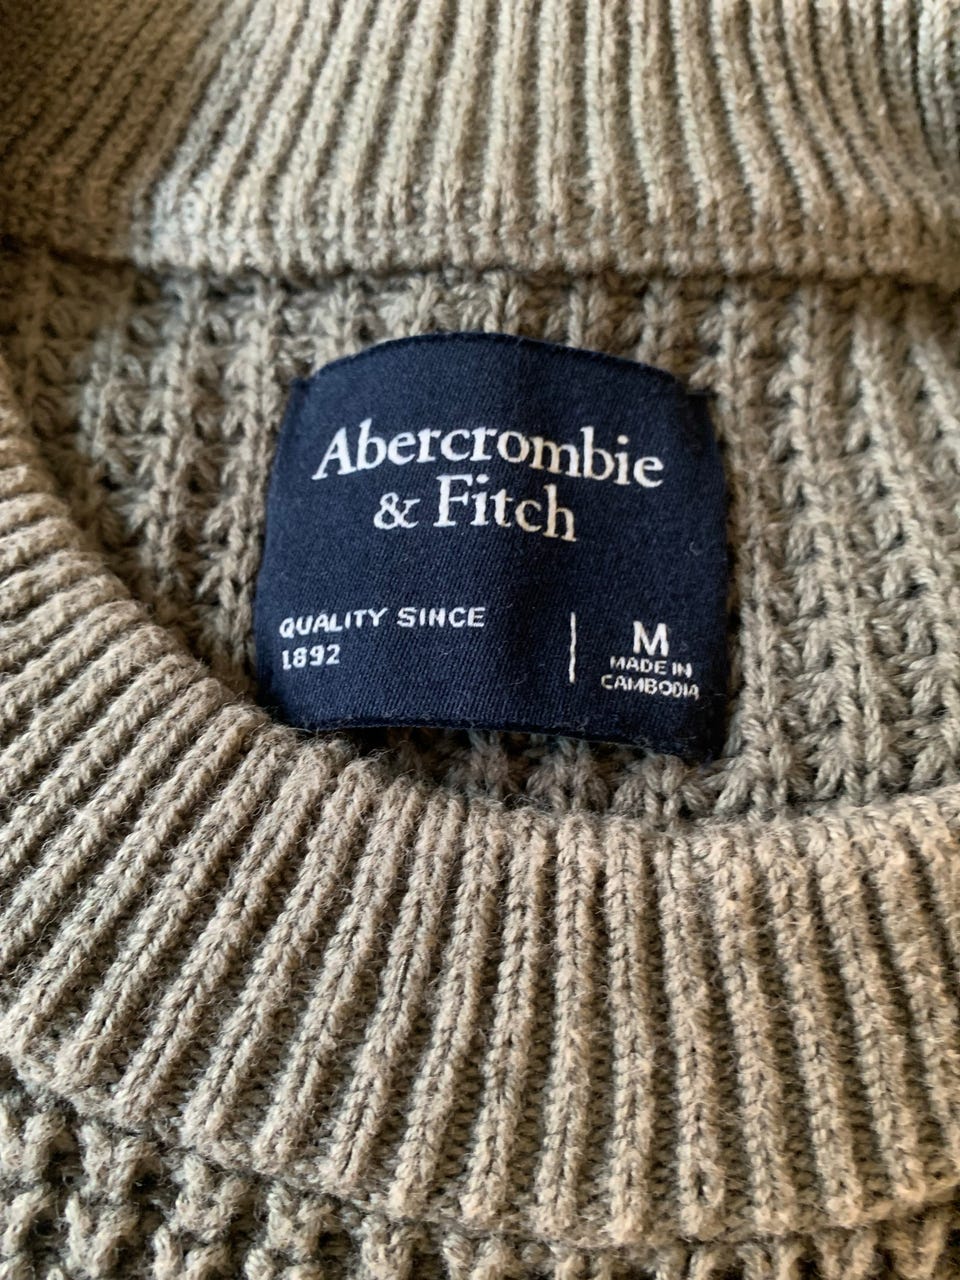 Abercrombie
& Fitch
QUALITY SINCE
1892
M
MADE IN
CAMBODIA